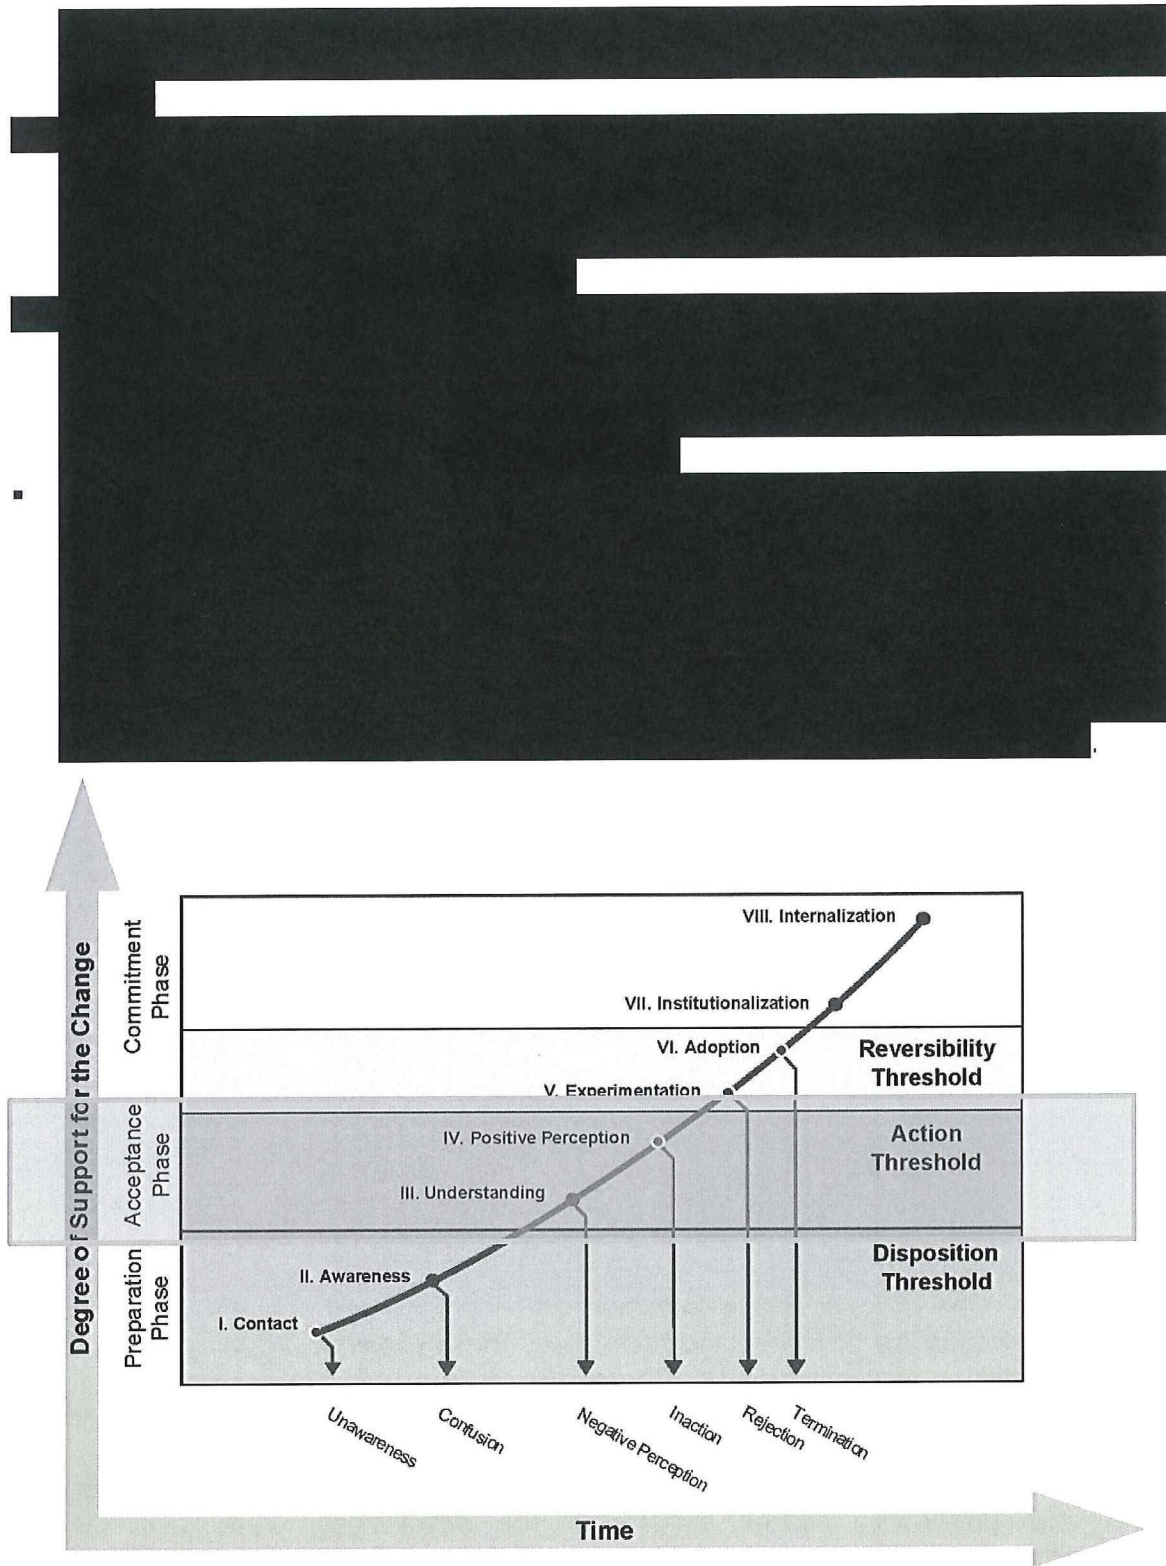 Degree of Support for the Change
Commitment
Phase
Acceptance
Phase
Preparation
Phase
VIII. Internalization
VII. Institutionalization
VI. Adoption
Reversibility
Threshold
V. Experimentation
IV. Positive Perception
Action
Threshold
III. Understanding
Disposition
Threshold
II. Awareness
I. Contact
Unawareness
Confusion
Negative Perception
Inaction
Rejection
Termination
Time